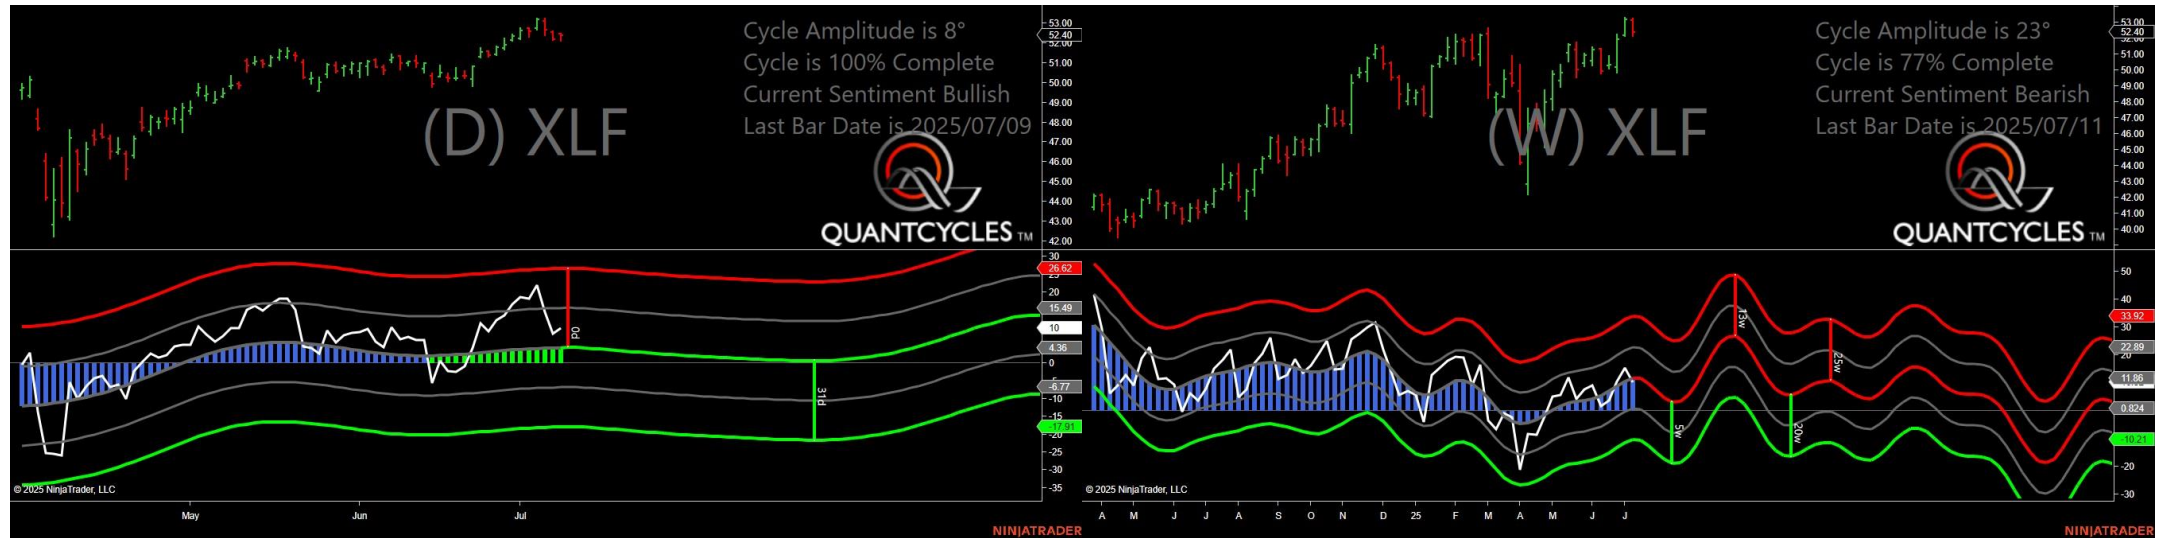 Cycle Amplitude is 8°
Cycle is 100% Complete
Current Sentiment Bullish
Last Bar Date is 2025/07/09
(D) XLF
QUANTCYCLES TM
53.00
52.40
52.00
51.00
50.00
49.00
48.00
47.00
46.00
45.00
44.00
43.00
42.00
30
26.62
20
15.49
10
4.36
0
-6.77
-10
-15
-17.91
-20
-25
-30
-35
0d
31d
© 2025 NinjaTrader, LLC
May Jun Jul
NINJATRADER
Cycle Amplitude is 23°
Cycle is 77% Complete
Current Sentiment Bearish
Last Bar Date is 2025/07/11
(W) XLF
QUANTCYCLES TM
53.00
52.40
51.00
50.00
49.00
48.00
47.00
46.00
45.00
44.00
43.00
42.00
41.00
40.00
50
40
33.92
30
22.89
20
11.86
0.824
-10.21
-20
-30
5w
13w
20w
25w
© 2025 NinjaTrader, LLC
A M J J A S O N D 25 F M A M J J
NINJATRADER